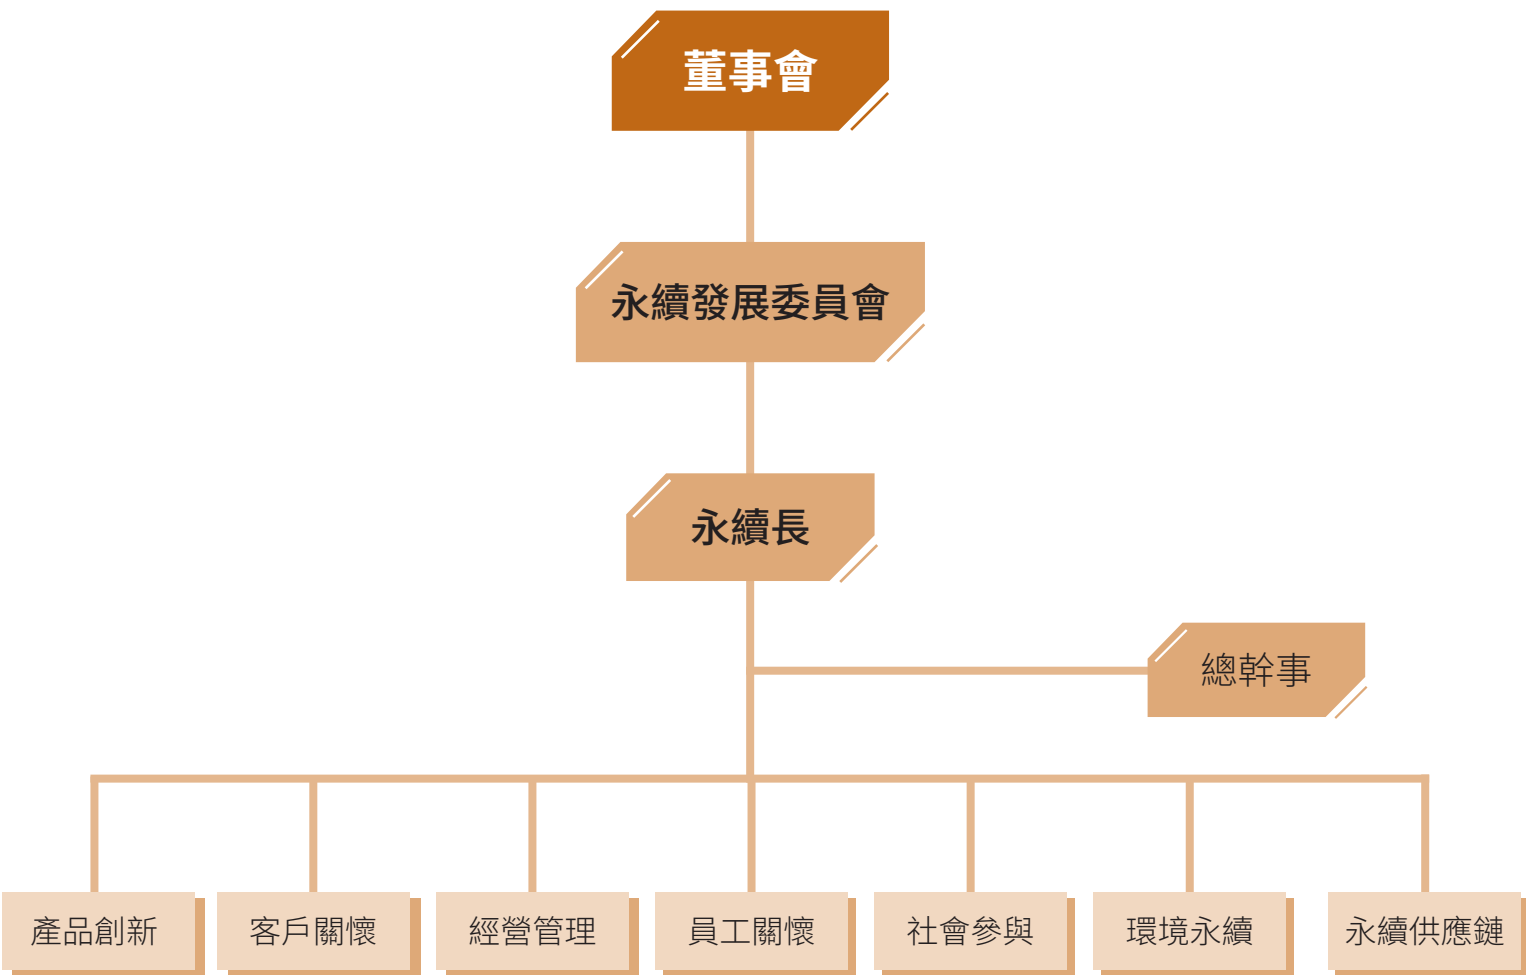 董事會
永續發展委員會
永續長
總幹事
產品創新
客戶關懷
經營管理
員工關懷
社會參與
環境永續
永續供應鏈